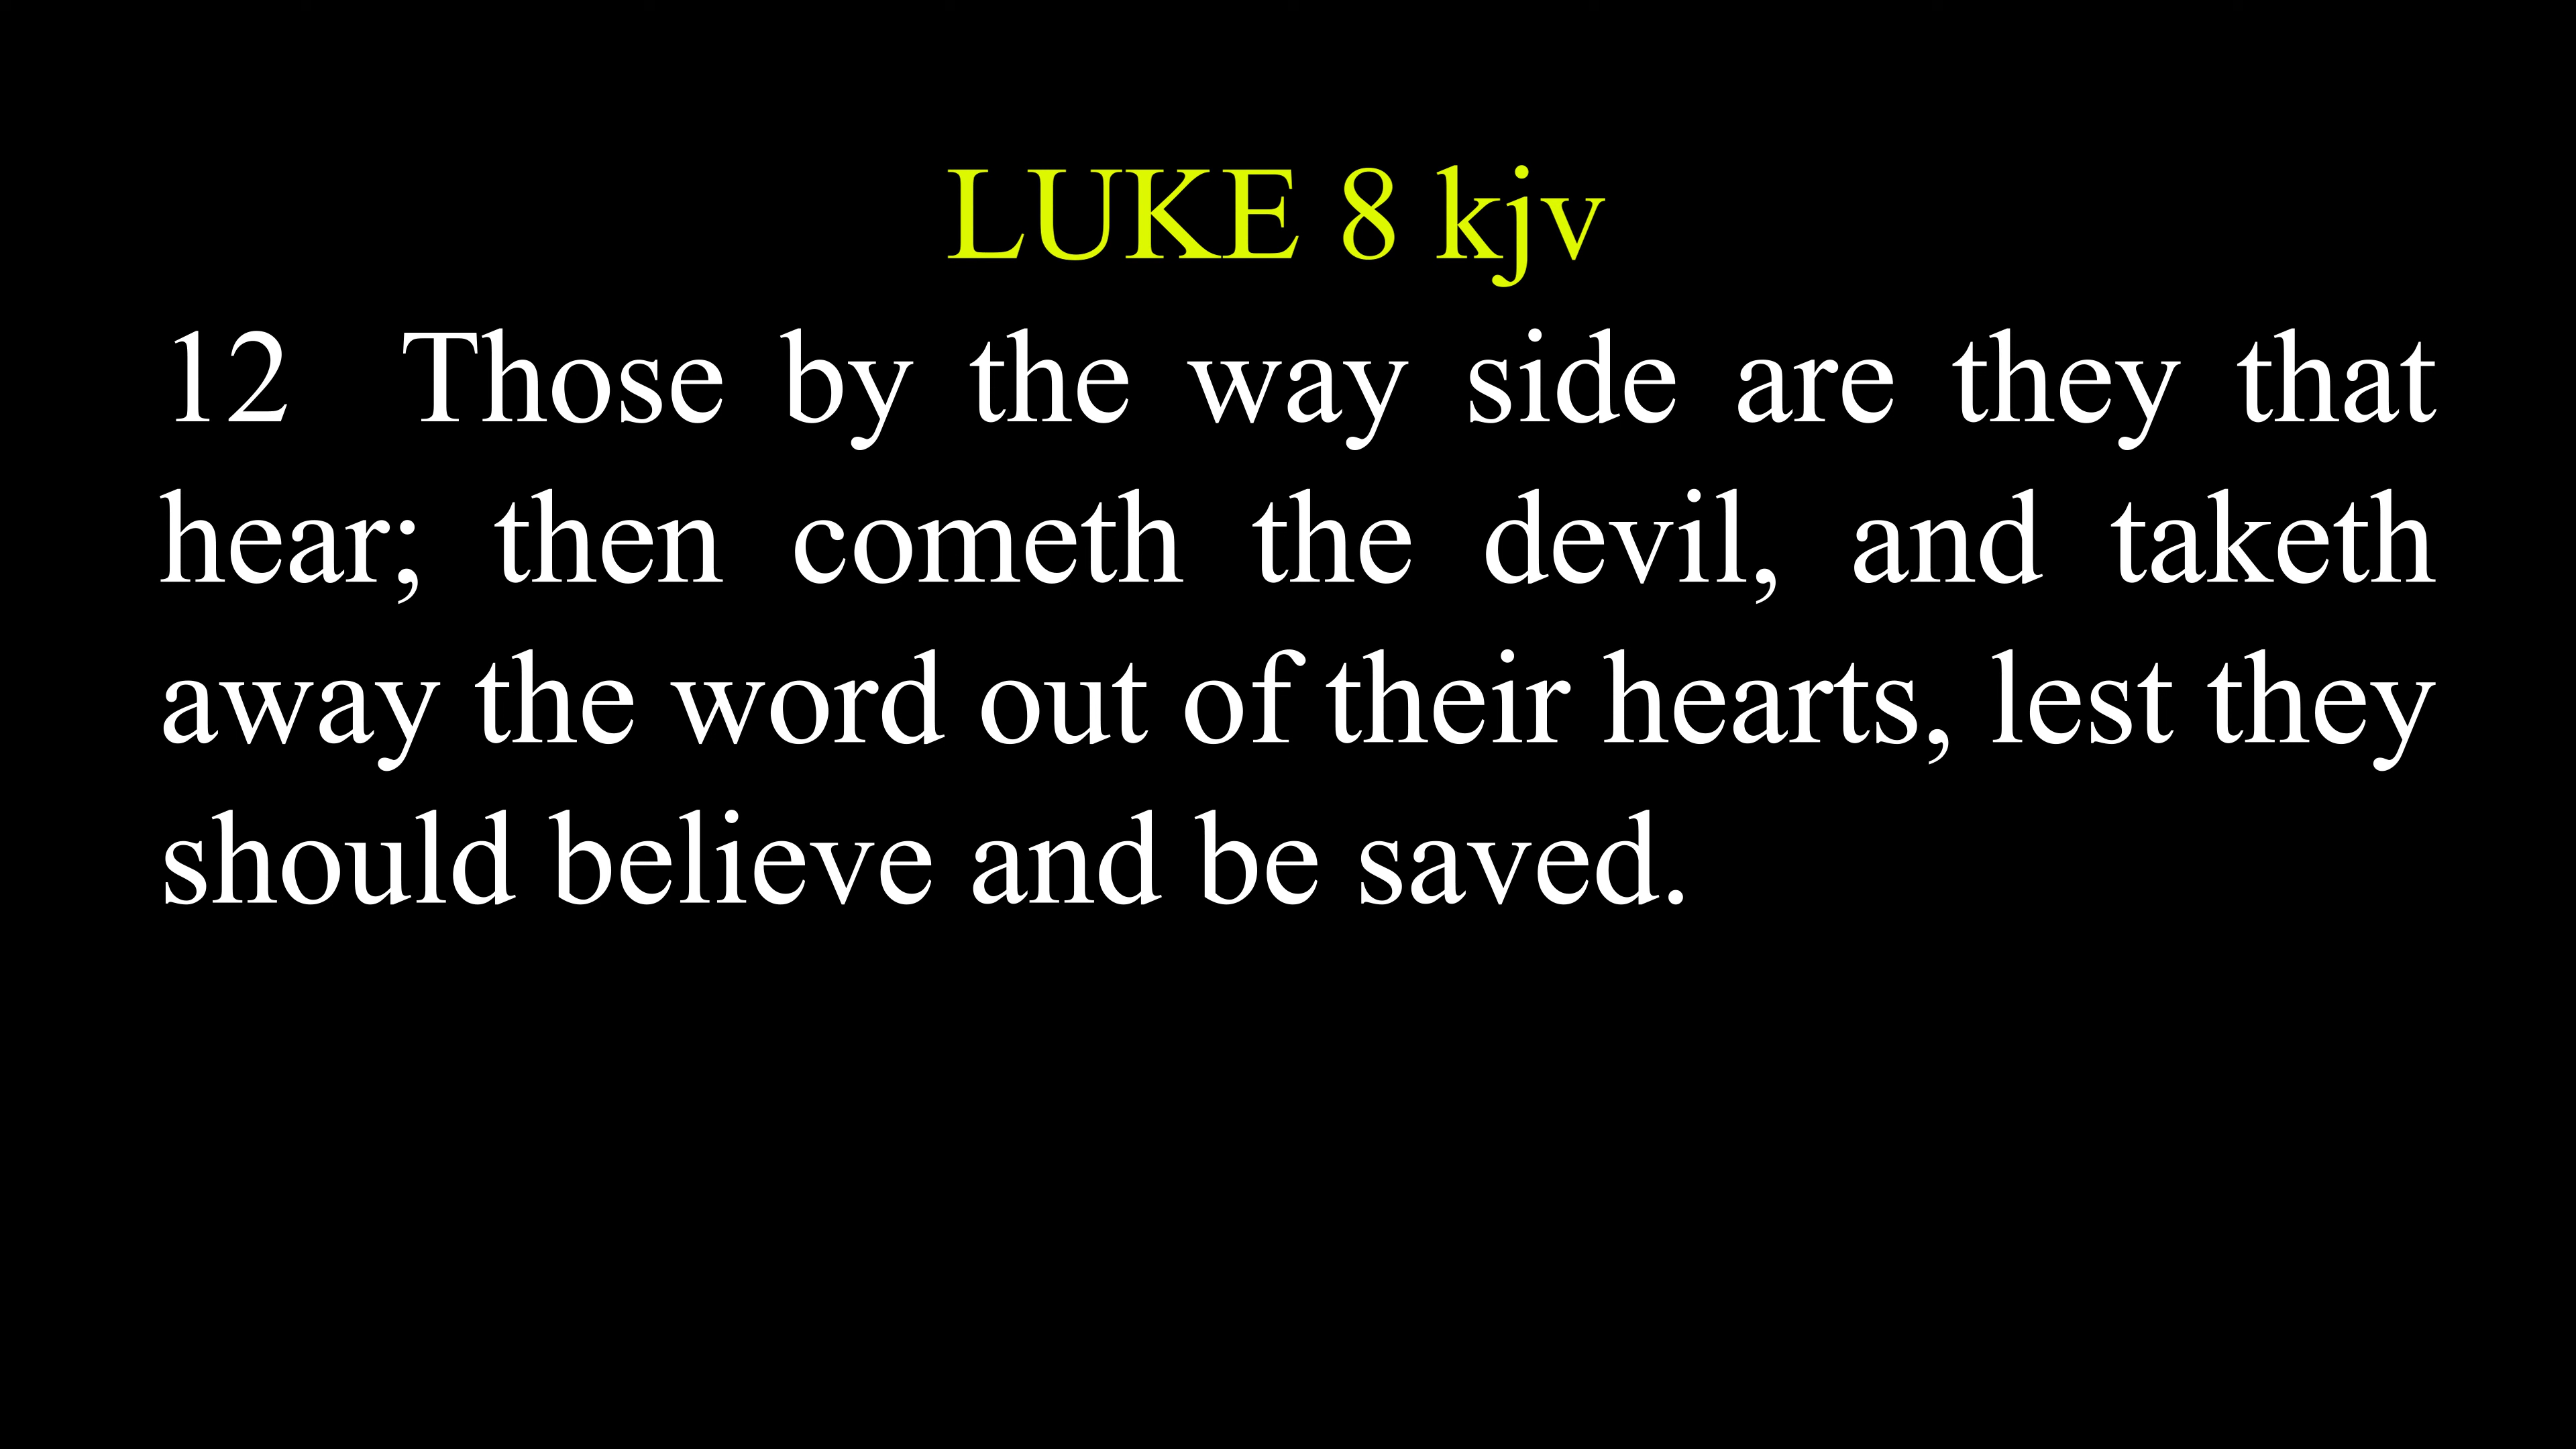 LUKE 8 kjv
12 Those by the way side are they that
hear; then cometh the devil, and taketh
away the word out of their hearts, lest they
should believe and be saved.